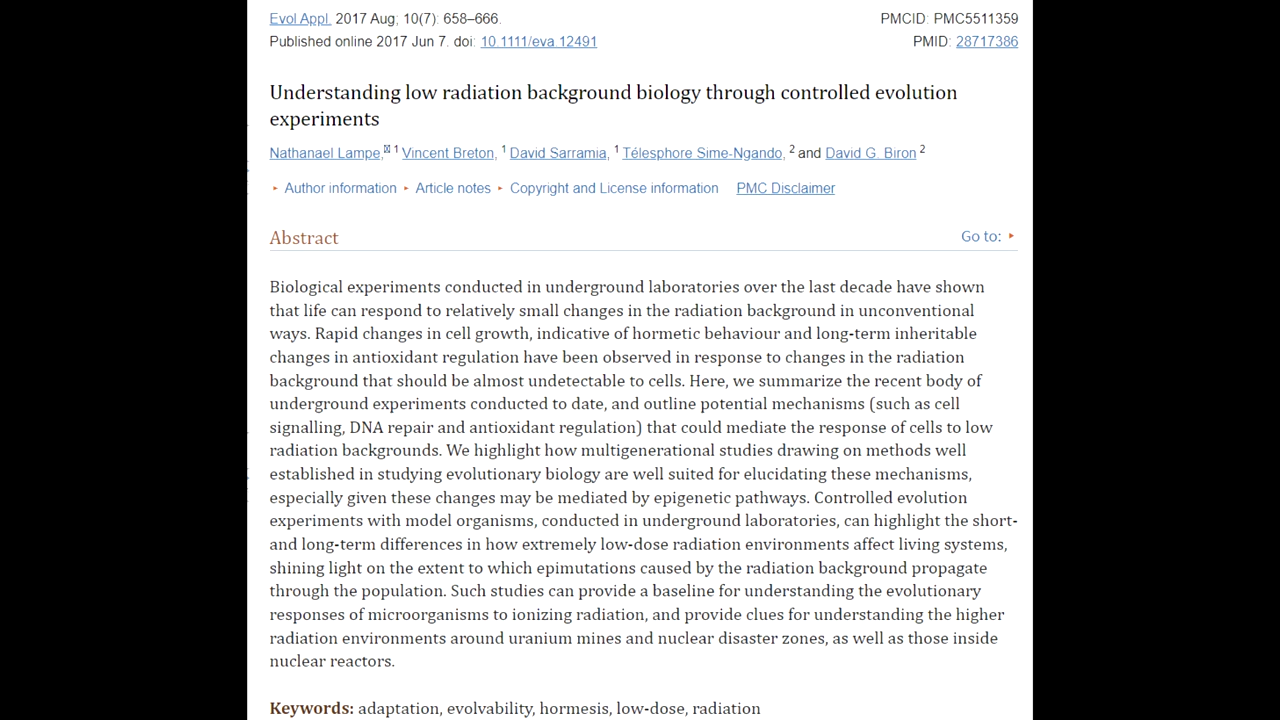 Evol Appl. 2017 Aug; 10(7): 658–666. PMCID: PMC5511359
Published online 2017 Jun 7. doi: 10.1111/eva.12491 PMID: 28717386
Understanding low radiation background biology through controlled evolution
experiments
Nathanael Lampe, 1 Vincent Breton, 1 David Sarramia, 1 Télesphore Sime-Ngando, 2 and David G. Biron 2
Author information Article notes Copyright and License information PMC Disclaimer
Abstract Go to:
Biological experiments conducted in underground laboratories over the last decade have shown
that life can respond to relatively small changes in the radiation background in unconventional
ways. Rapid changes in cell growth, indicative of hormetic behaviour and long-term inheritable
changes in antioxidant regulation have been observed in response to changes in the radiation
background that should be almost undetectable to cells. Here, we summarize the recent body of
underground experiments conducted to date, and outline potential mechanisms (such as cell
signalling, DNA repair and antioxidant regulation) that could mediate the response of cells to low
radiation backgrounds. We highlight how multigenerational studies drawing on methods well
established in studying evolutionary biology are well suited for elucidating these mechanisms,
especially given these changes may be mediated by epigenetic pathways. Controlled evolution
experiments with model organisms, conducted in underground laboratories, can highlight the short-
and long-term differences in how extremely low-dose radiation environments affect living systems,
shining light on the extent to which epimutations caused by the radiation background propagate
through the population. Such studies can provide a baseline for understanding the evolutionary
responses of microorganisms to ionizing radiation, and provide clues for understanding the higher
radiation environments around uranium mines and nuclear disaster zones, as well as those inside
nuclear reactors.
Keywords: adaptation, evolvability, hormesis, low-dose, radiation